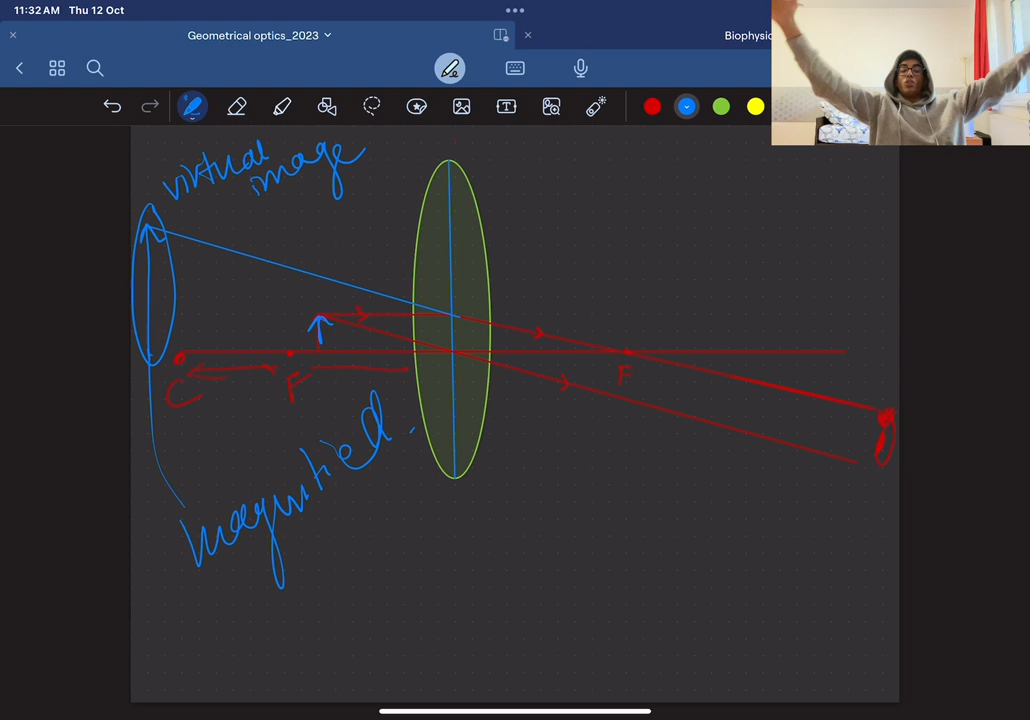 11:32 AM Thu 12 Oct
Geometrical optics_2023
Biophysic
virtual
image
F
C
F
magnified.